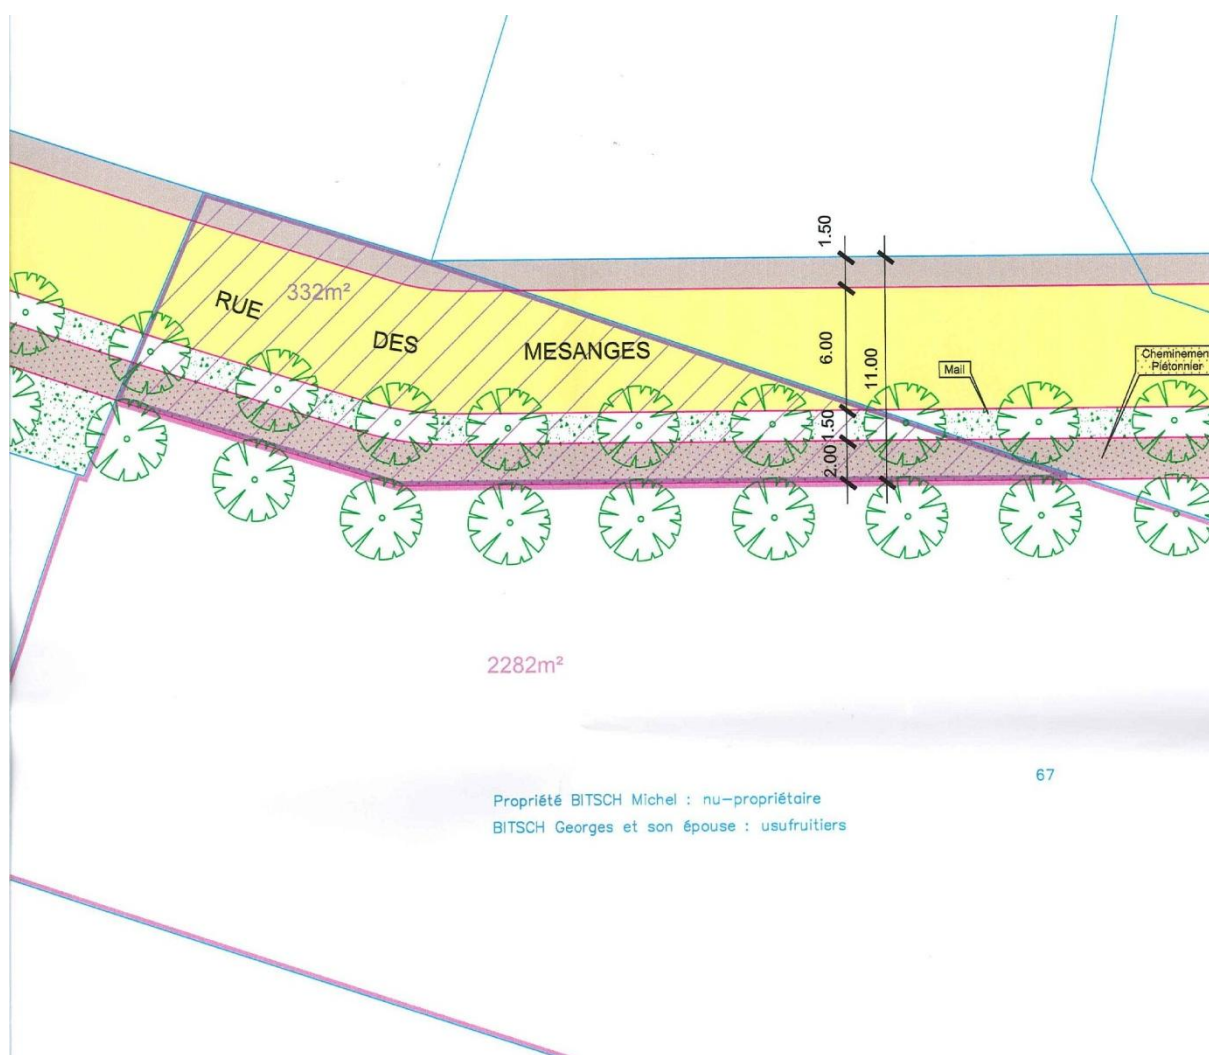 1.50
332m²
RUE DES MESANGES
6.00
11.00
Mail
Cheminemen
Piétonnier
1.50
2.00
2282m²
67
Propriété BITSCH Michel : nu-propriétaire
BITSCH Georges et son épouse : usufruitiers